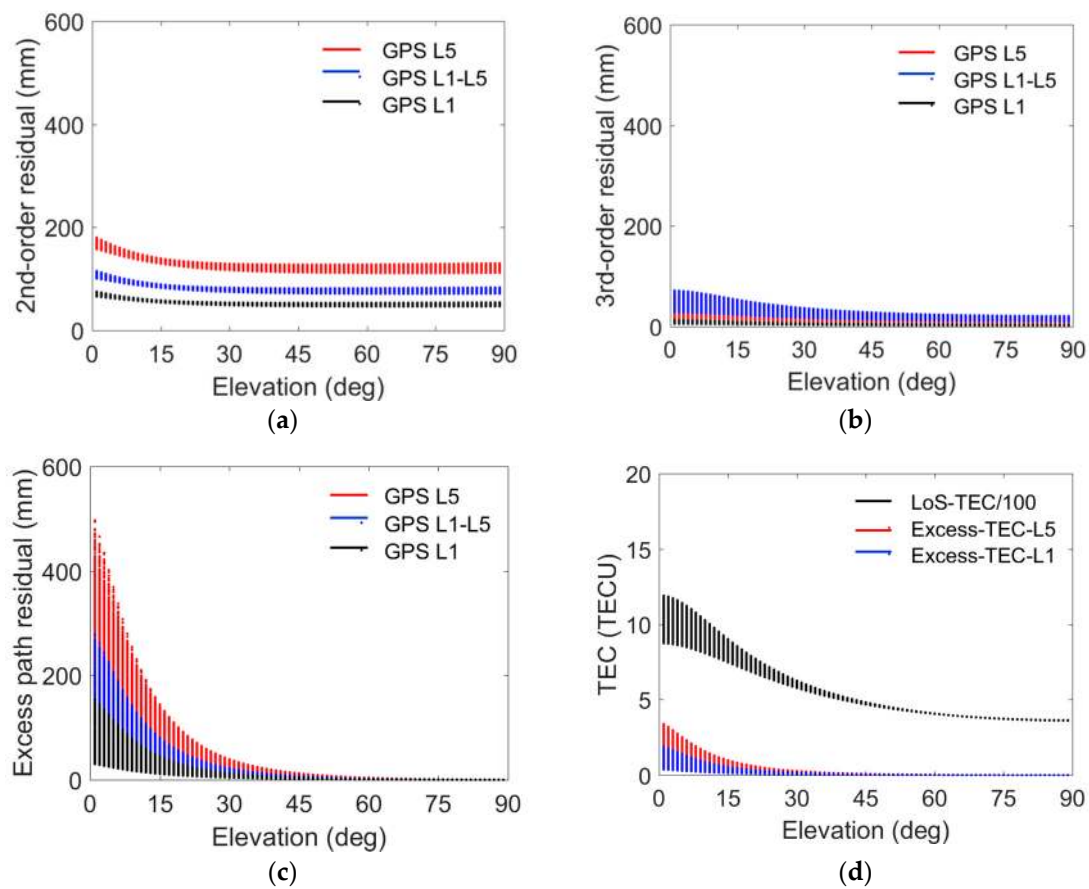 600
400
200
0
2nd-order residual (mm)
GPS L5
GPS L1-L5
GPS L1
0 15 30 45 60 75 90
Elevation (deg)
(a)
600
400
200
0
3rd-order residual (mm)
GPS L5
GPS L1-L5
GPS L1
0 15 30 45 60 75 90
Elevation (deg)
(b)
600
400
200
0
Excess path residual (mm)
GPS L5
GPS L1-L5
GPS L1
0 15 30 45 60 75 90
Elevation (deg)
(c)
20
15
10
5
0
TEC (TECU)
LoS-TEC/100
Excess-TEC-L5
Excess-TEC-L1
0 15 30 45 60 75 90
Elevation (deg)
(d)